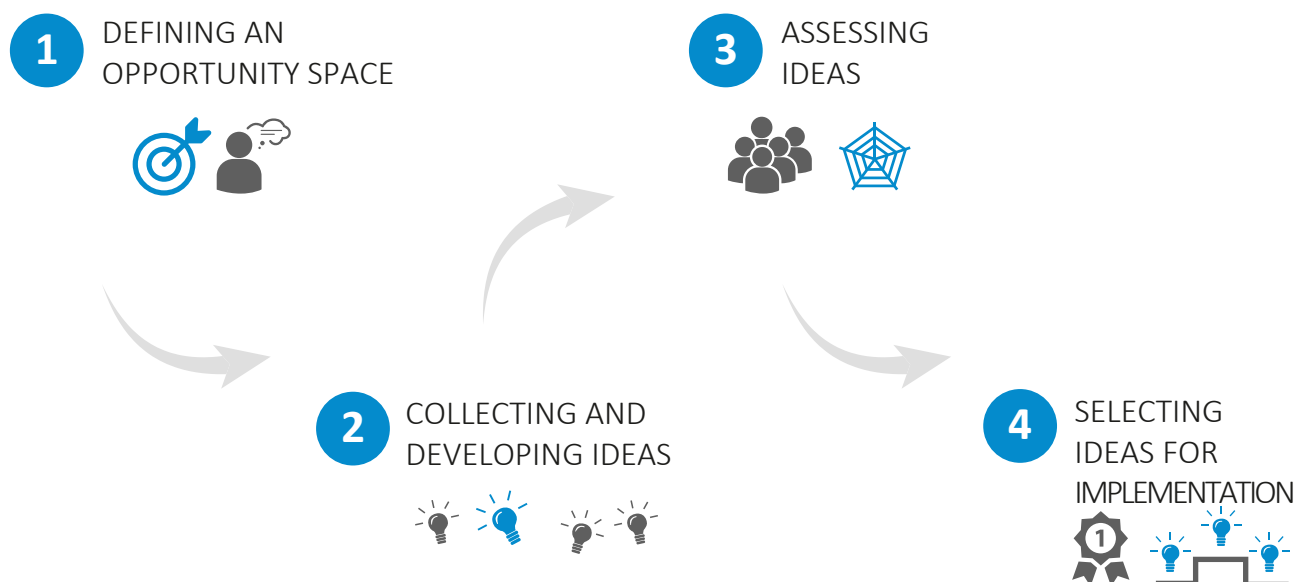 1
DEFINING AN
OPPORTUNITY SPACE
2
COLLECTING AND
DEVELOPING IDEAS
3
ASSESSING
IDEAS
4
SELECTING
IDEAS FOR
IMPLEMENTATION
1